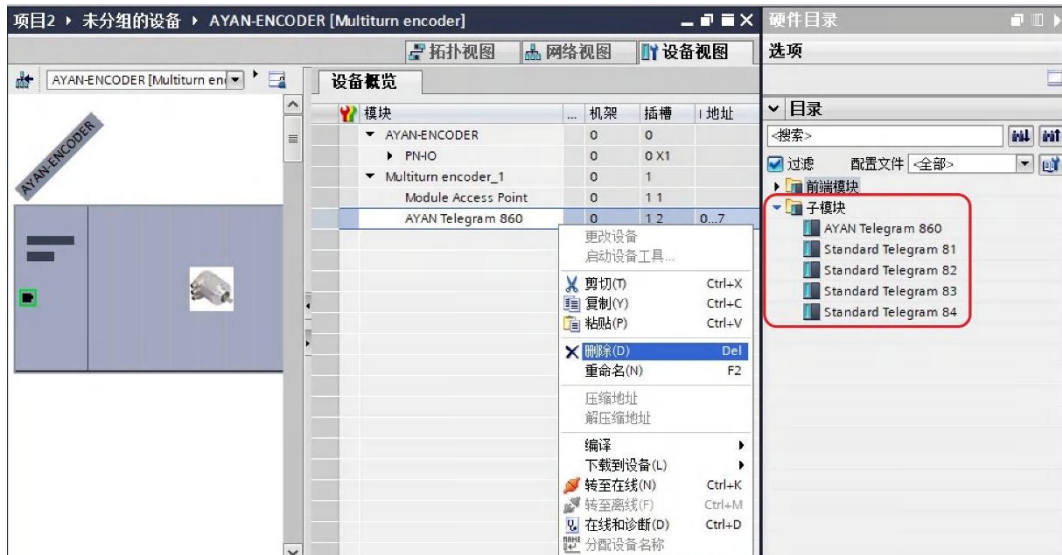 项目2 ▸ 未分组的设备 ▸ AYAN-ENCODER [Multiturn encoder]
拓扑视图
网络视图
设备视图
AYAN-ENCODER [Multiturn en
AYAN-ENCODER
设备概览
模块 ... 机架 插槽 I 地址
AYAN-ENCODER 0 0
PN-IO 0 0 X1
Multiturn encoder_1 0 1
Module Access Point 0 1 1
AYAN Telegram 860 0 1 2 0...7
更改设备
启动设备工具...
剪切(T) Ctrl+X
复制(Y) Ctrl+C
粘贴(P) Ctrl+V
删除(D) Del
重命名(N) F2
压缩地址
解压缩地址
编译
下载到设备(L)
转至在线(N) Ctrl+K
转至离线(F) Ctrl+M
在线和诊断(D) Ctrl+D
分配设备名称
硬件目录
选项
目录
<搜索>
过滤 配置文件 <全部>
前端模块
子模块
AYAN Telegram 860
Standard Telegram 81
Standard Telegram 82
Standard Telegram 83
Standard Telegram 84